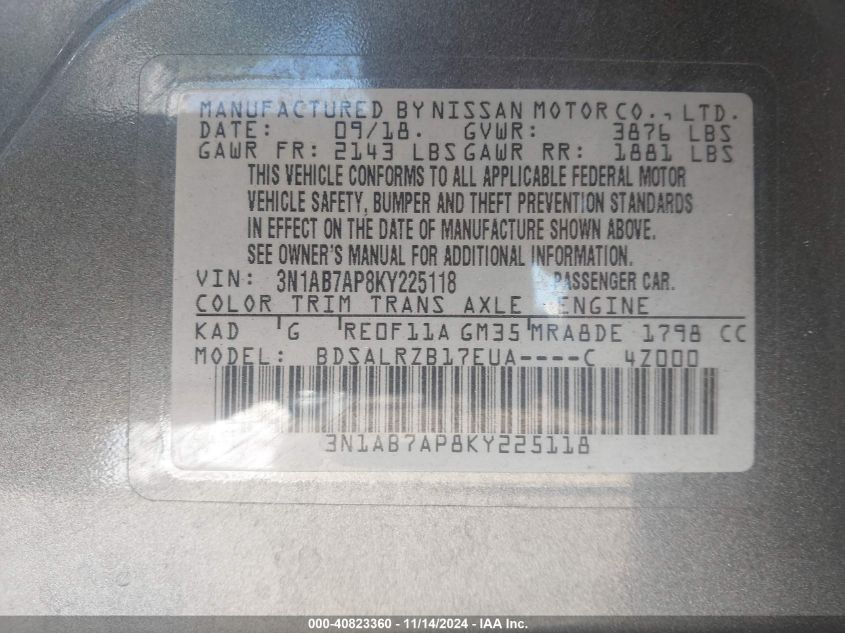 MANUFACTURED BY NISSAN MOTOR CO., LTD.
DATE: 09/18. GVWR: 3876 LBS
GAWR FR: 2143 LBS GAWR RR: 1881 LBS
THIS VEHICLE CONFORMS TO ALL APPLICABLE FEDERAL MOTOR
VEHICLE SAFETY, BUMPER AND THEFT PREVENTION STANDARDS
IN EFFECT ON THE DATE OF MANUFACTURE SHOWN ABOVE.
SEE OWNER'S MANUAL FOR ADDITIONAL INFORMATION.
VIN: 3N1AB7AP8KY225118 PASSENGER CAR.
COLOR TRIM TRANS AXLE ENGINE
KAD G RE0F11A GM35 MRA8DE 1798 CC
MODEL: BDSALRZB17EUA----C 4Z000
3N1AB7AP8KY225118
000-40823360 - 11/14/2024 - IAA Inc.